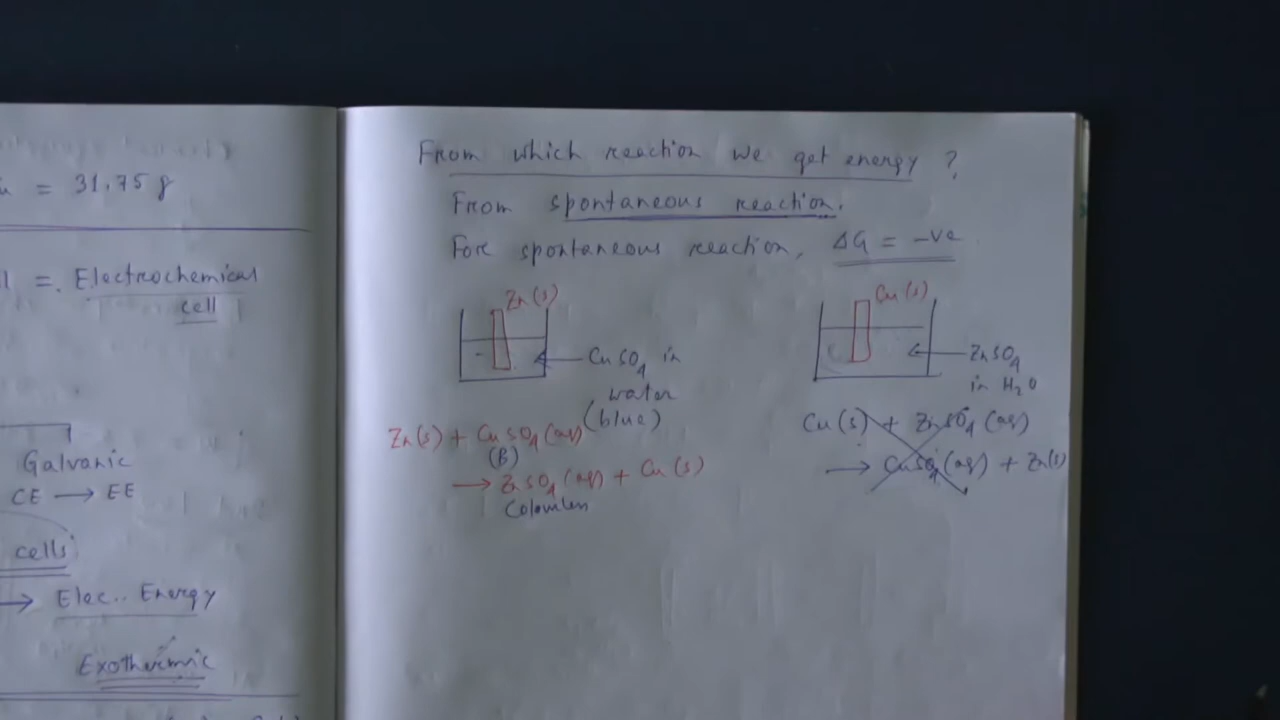 = 31.75 g
= Electrochemical
cell
Galvanic
CE → EE
cells
→ Elec.. Energy
Exothermic
From which reaction we get energy ?
From spontaneous reaction.
For spontaneous reaction, ΔG = -ve
Zn(s)
CuSO4 in
water
(blue)
Zn(s) + CuSO4(aq)
(B)
→ ZnSO4(aq) + Cu(s)
Cu(s)
ZnSO4
in H2O
Cu(s) + ZnSO4(aq)
→ CuSO4(aq) + Zn(s)